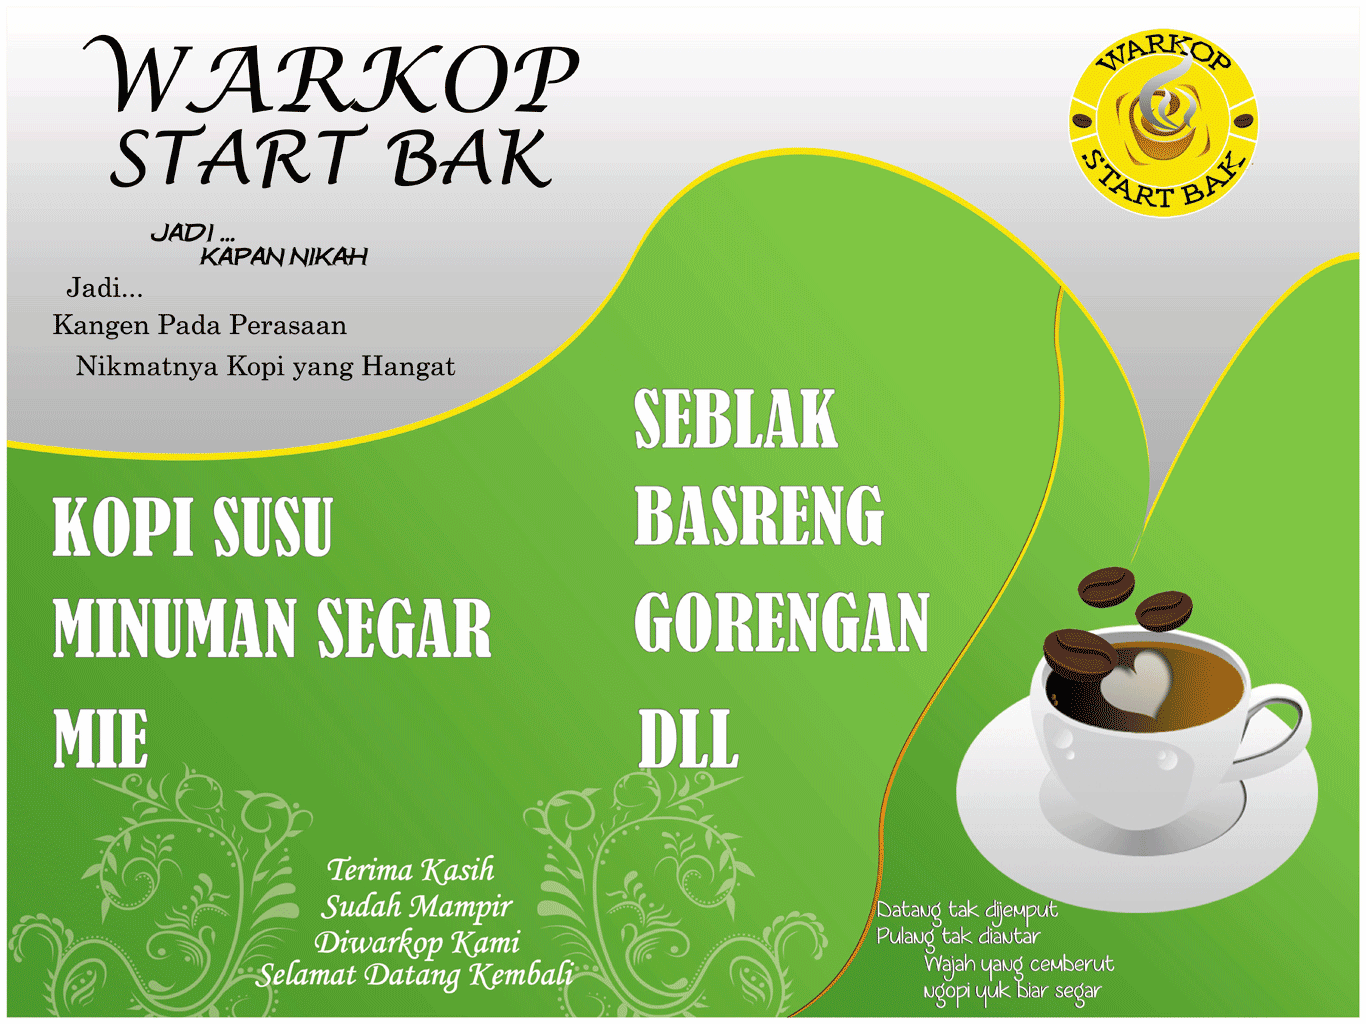 WARKOP
START BAK
JADI ...
KAPAN NIKAH
Jadi...
Kangen Pada Perasaan
Nikmatnya Kopi yang Hangat
WARKOP
START BAK
KOPI SUSU
MINUMAN SEGAR
MIE
SEBLAK
BASRENG
GORENGAN
DLL
Terima Kasih
Sudah Mampir
Diwarkop Kami
Selamat Datang Kembali
Datang tak dijemput
Pulang tak diantar
Wajah yang cemberut
ngopi yuk biar segar